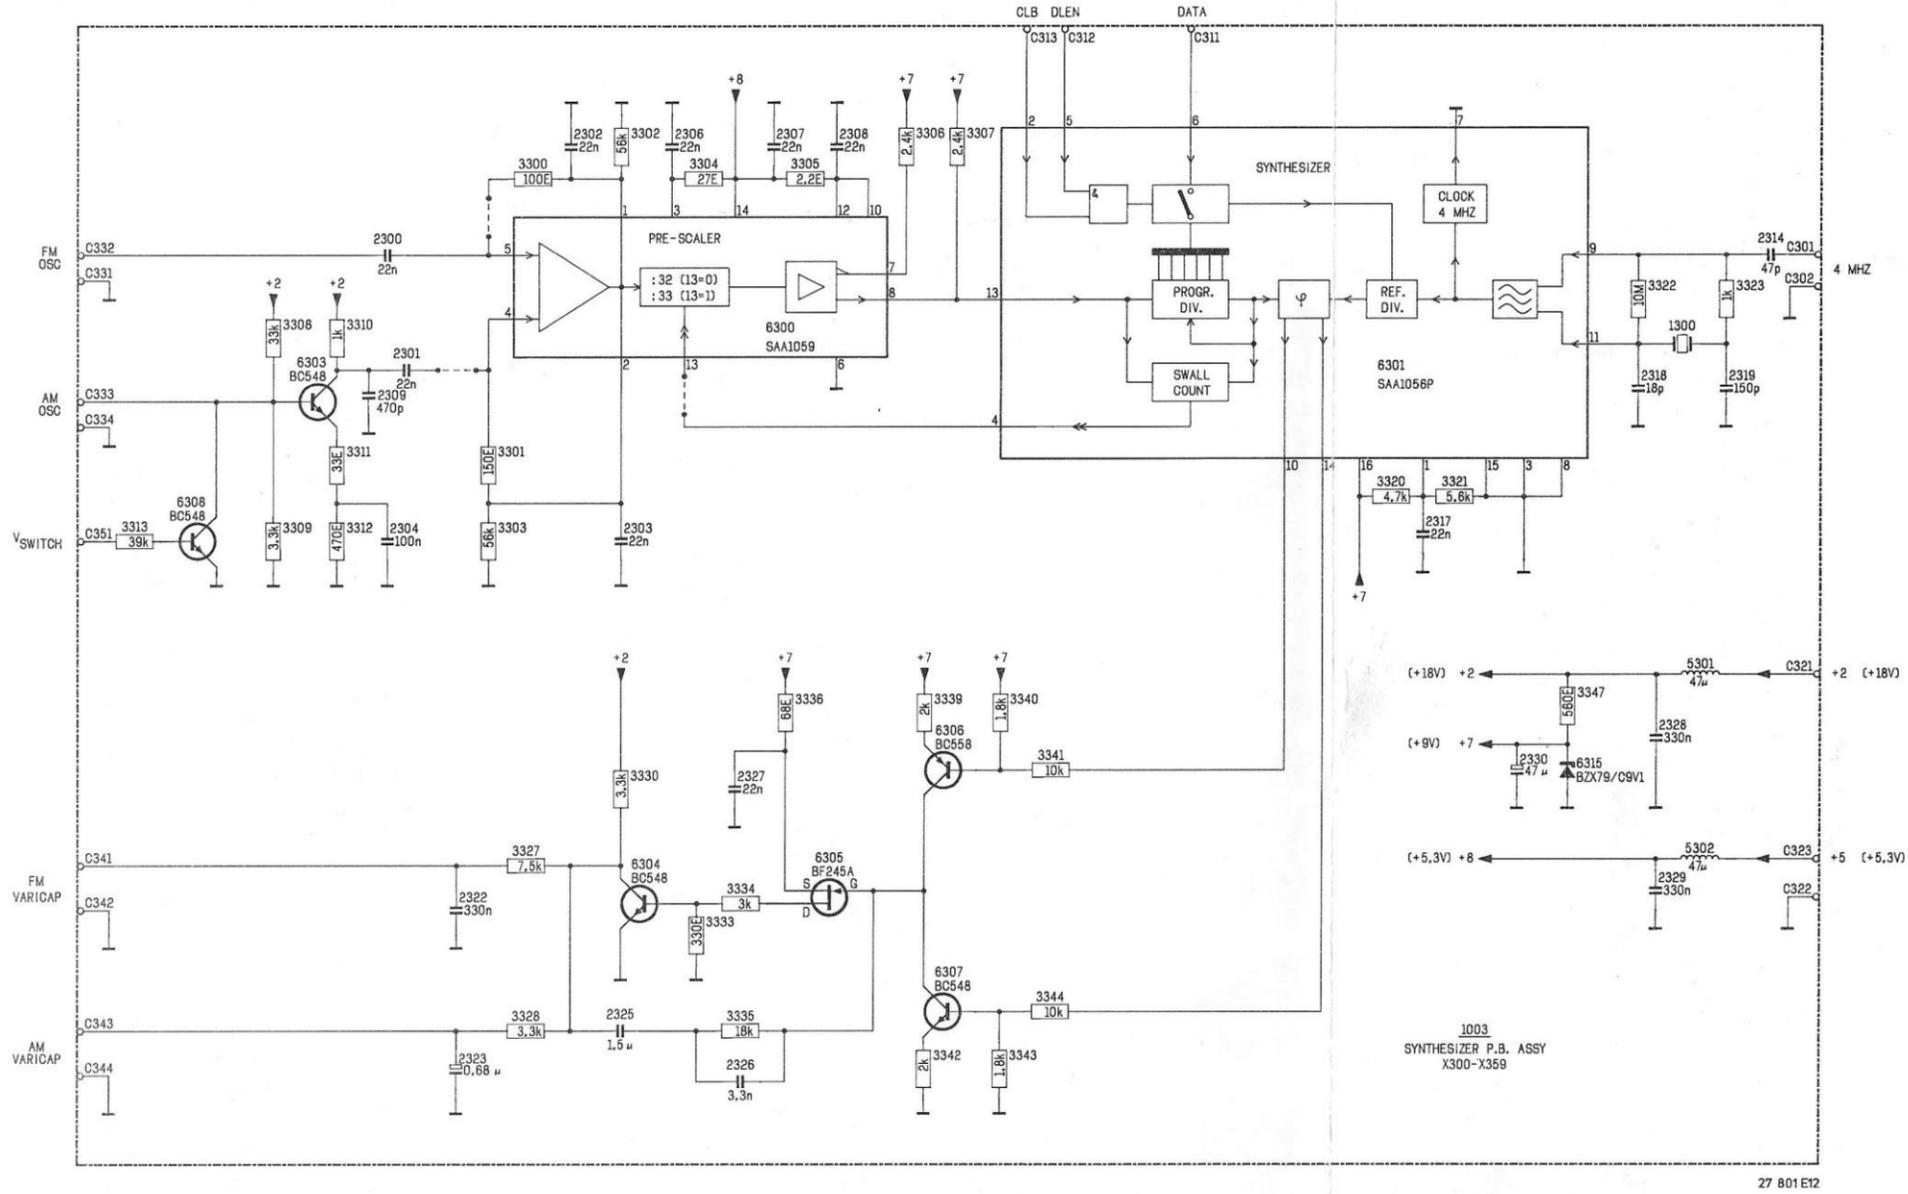 CLB DLEN DATA
C313 C312 C311
+8 +7 +7
2302 22n
56k 3302
2306 22n
2307 22n
2308 22n
2.4k 3306
2.4k 3307
3300 100E
3304 27E
3305 2.2E
2 5 6 7
SYNTHESIZER
&
CLOCK 4 MHZ
1 3 14 12 10
PRE-SCALER
FM OSC
C332
C331
2300 22n
5
4
:32 (13=0)
:33 (13=1)
7
8
13
6300
SAA1059
2 13 6
PROGR. DIV.
φ
REF. DIV.
SWALL COUNT
4
6301
SAA1056P
9
11
2314 47p
C301
C302
4 MHZ
10M 3322
1k 3323
1300
2318 18p
2319 150p
+2 +2
33k 3308
1k 3310
6303
BC548
2301 22n
2309 470p
AM OSC
C333
C334
33E 3311
150E 3301
10 14 16 1 15 3 8
3320 4.7k
3321 5.6k
2317 22n
+7
6308
BC548
VSWITCH
C351
3313 39k
3.3k 3309
470E 3312
2304 100n
56k 3303
2303 22n
+2 +7 +7 +7
68E 3336
2k 3339
1.8k 3340
6306
BC558
3341 10k
3.3k 3330
2327 22n
(+18V) +2
5301 47μ
C321
+2 (+18V)
560E 3347
2328 330n
(+9V) +7
2330 47μ
6315
BZX79/C9V1
C341
3327 7.5k
FM VARICAP
C342
2322 330n
6304
BC548
6305
BF245A
S G
D
3334 3k
330E 3333
(+5,3V) +8
5302 47μ
C323
+5 (+5,3V)
2329 330n
C322
6307
BC548
3344 10k
C343
3328 3.3k
2325 1.5μ
3335 18k
AM VARICAP
C344
2323 0,68μ
2326 3.3n
2k 3342
1.8k 3343
1003
SYNTHESIZER P.B. ASSY
X300-X359
27 801 E12